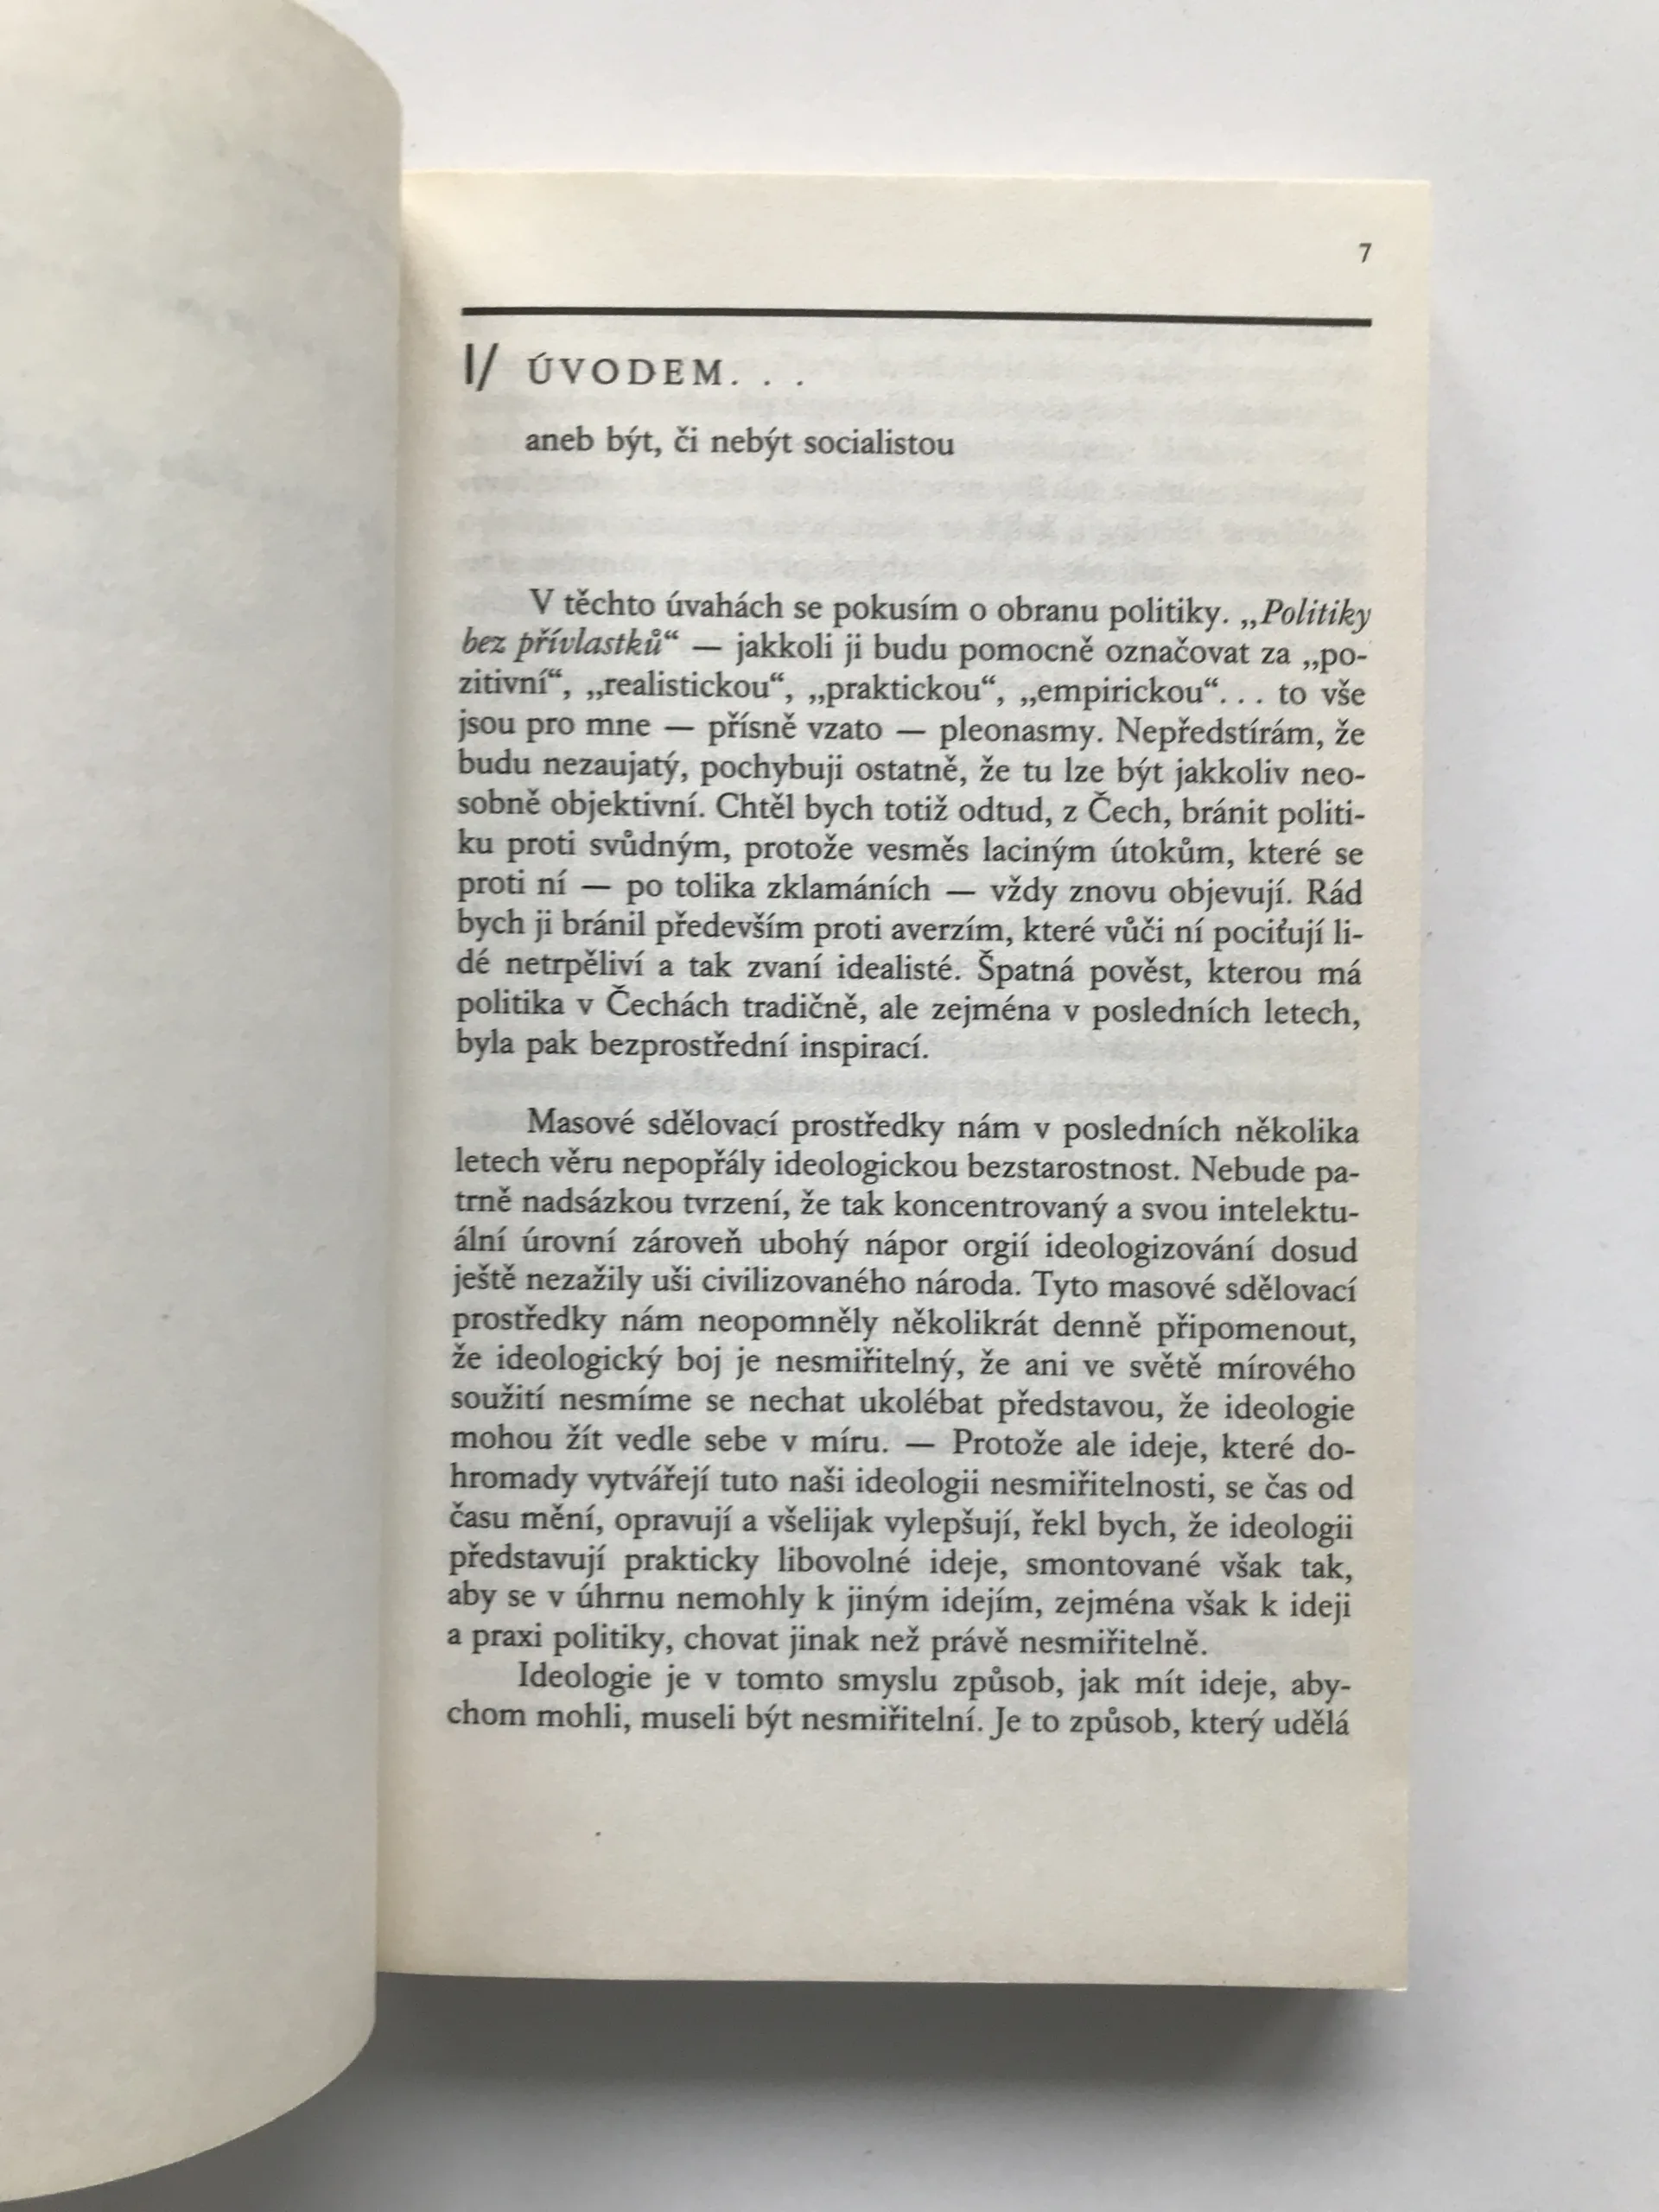 7
I/ ÚVODEM. . .
aneb být, či nebýt socialistou
V těchto úvahách se pokusím o obranu politiky. „Politiky
bez přívlastků“ — jakkoli ji budu pomocně označovat za „po-
zitivní“, „realistickou“, „praktickou“, „empirickou“. . . to vše
jsou pro mne — přísně vzato — pleonasmy. Nepředstírám, že
budu nezaujatý, pochybuji ostatně, že tu lze být jakkoliv neo-
sobně objektivní. Chtěl bych totiž odtud, z Čech, bránit politi-
ku proti svůdným, protože vesměs laciným útokům, které se
proti ní — po tolika zklamáních — vždy znovu objevují. Rád
bych ji bránil především proti averzím, které vůči ní pociťují li-
dé netrpěliví a tak zvaní idealisté. Špatná pověst, kterou má
politika v Čechách tradičně, ale zejména v posledních letech,
byla pak bezprostřední inspirací.
Masové sdělovací prostředky nám v posledních několika
letech věru nepopřály ideologickou bezstarostnost. Nebude pa-
trně nadsázkou tvrzení, že tak koncentrovaný a svou intelektu-
ální úrovní zároveň ubohý nápor orgií ideologizování dosud
ještě nezažily uši civilizovaného národa. Tyto masové sdělovací
prostředky nám neopomněly několikrát denně připomenout,
že ideologický boj je nesmiřitelný, že ani ve světě mírového
soužití nesmíme se nechat ukolébat představou, že ideologie
mohou žít vedle sebe v míru. — Protože ale ideje, které do-
hromady vytvářejí tuto naši ideologii nesmiřitelnosti, se čas od
času mění, opravují a všelijak vylepšují, řekl bych, že ideologii
představují prakticky libovolné ideje, smontované však tak,
aby se v úhrnu nemohly k jiným idejím, zejména však k ideji
a praxi politiky, chovat jinak než právě nesmiřitelně.
Ideologie je v tomto smyslu způsob, jak mít ideje, aby-
chom mohli, museli být nesmiřitelní. Je to způsob, který udělá